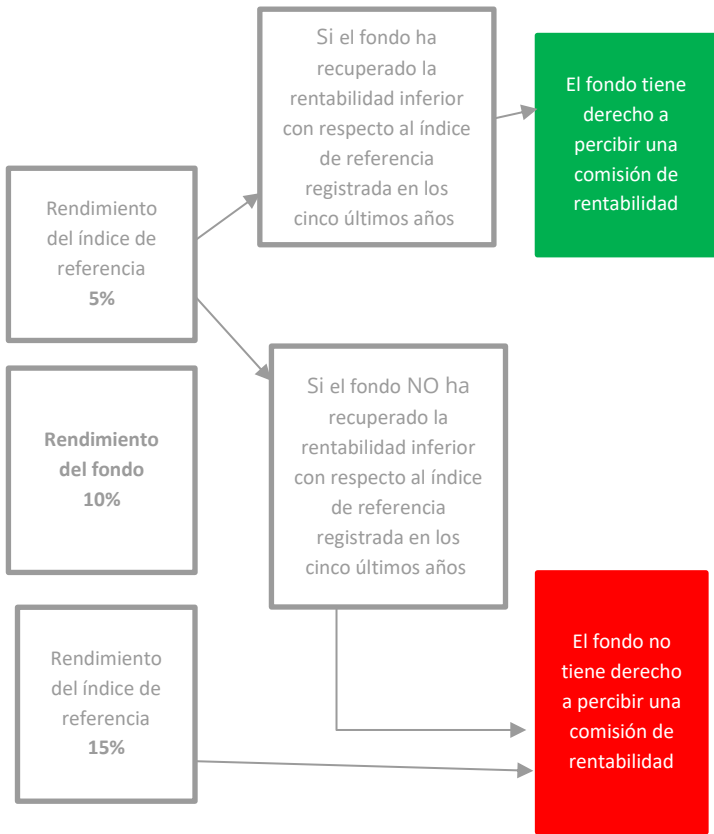 Si el fondo ha
recuperado la
rentabilidad inferior
con respecto al índice
de referencia
registrada en los
cinco últimos años
El fondo tiene
derecho a
percibir una
comisión de
rentabilidad
Rendimiento
del índice de
referencia
5%
Si el fondo NO ha
recuperado la
rentabilidad inferior
con respecto al índice
de referencia
registrada en los
cinco últimos años
Rendimiento
del fondo
10%
Rendimiento
del índice de
referencia
15%
El fondo no
tiene derecho
a percibir una
comisión de
rentabilidad